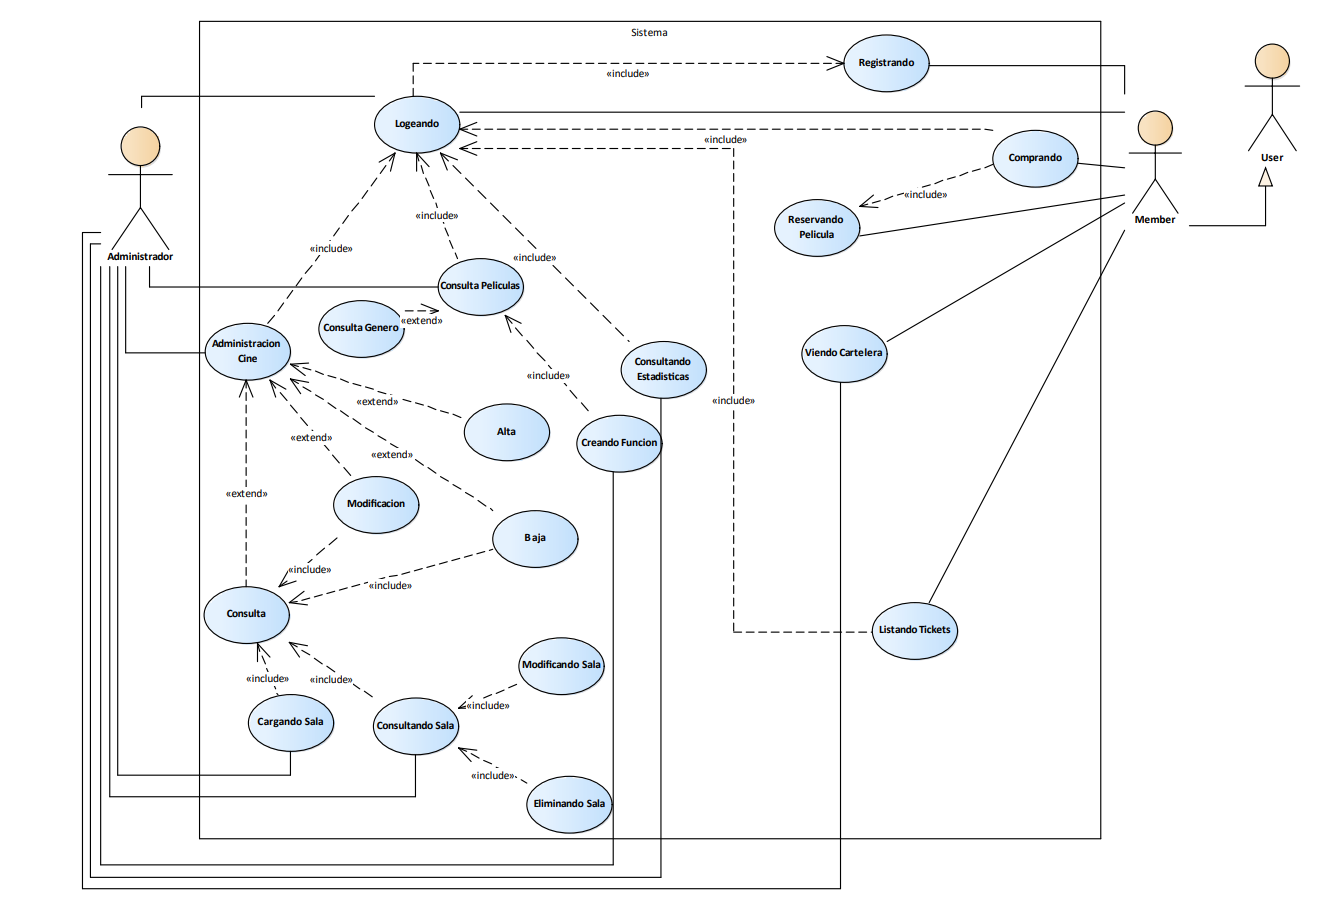 Sistema
Registrando
«include»
Logeando
«include»
Comprando
User
«include»
Reservando
Pelicula
Member
«include»
Administrador
«include»
«include»
Consulta Peliculas
Consulta Genero
«extend»
Administracion
Cine
Viendo Cartelera
Consultando
Estadisticas
«include»
«extend»
«include»
Alta
«extend»
Creando Funcion
«extend»
«extend»
Modificacion
Baja
«include»
«include»
Consulta
Listando Tickets
Modificando Sala
«include»
«include»
«include»
Cargando Sala
Consultando Sala
«include»
Eliminando Sala